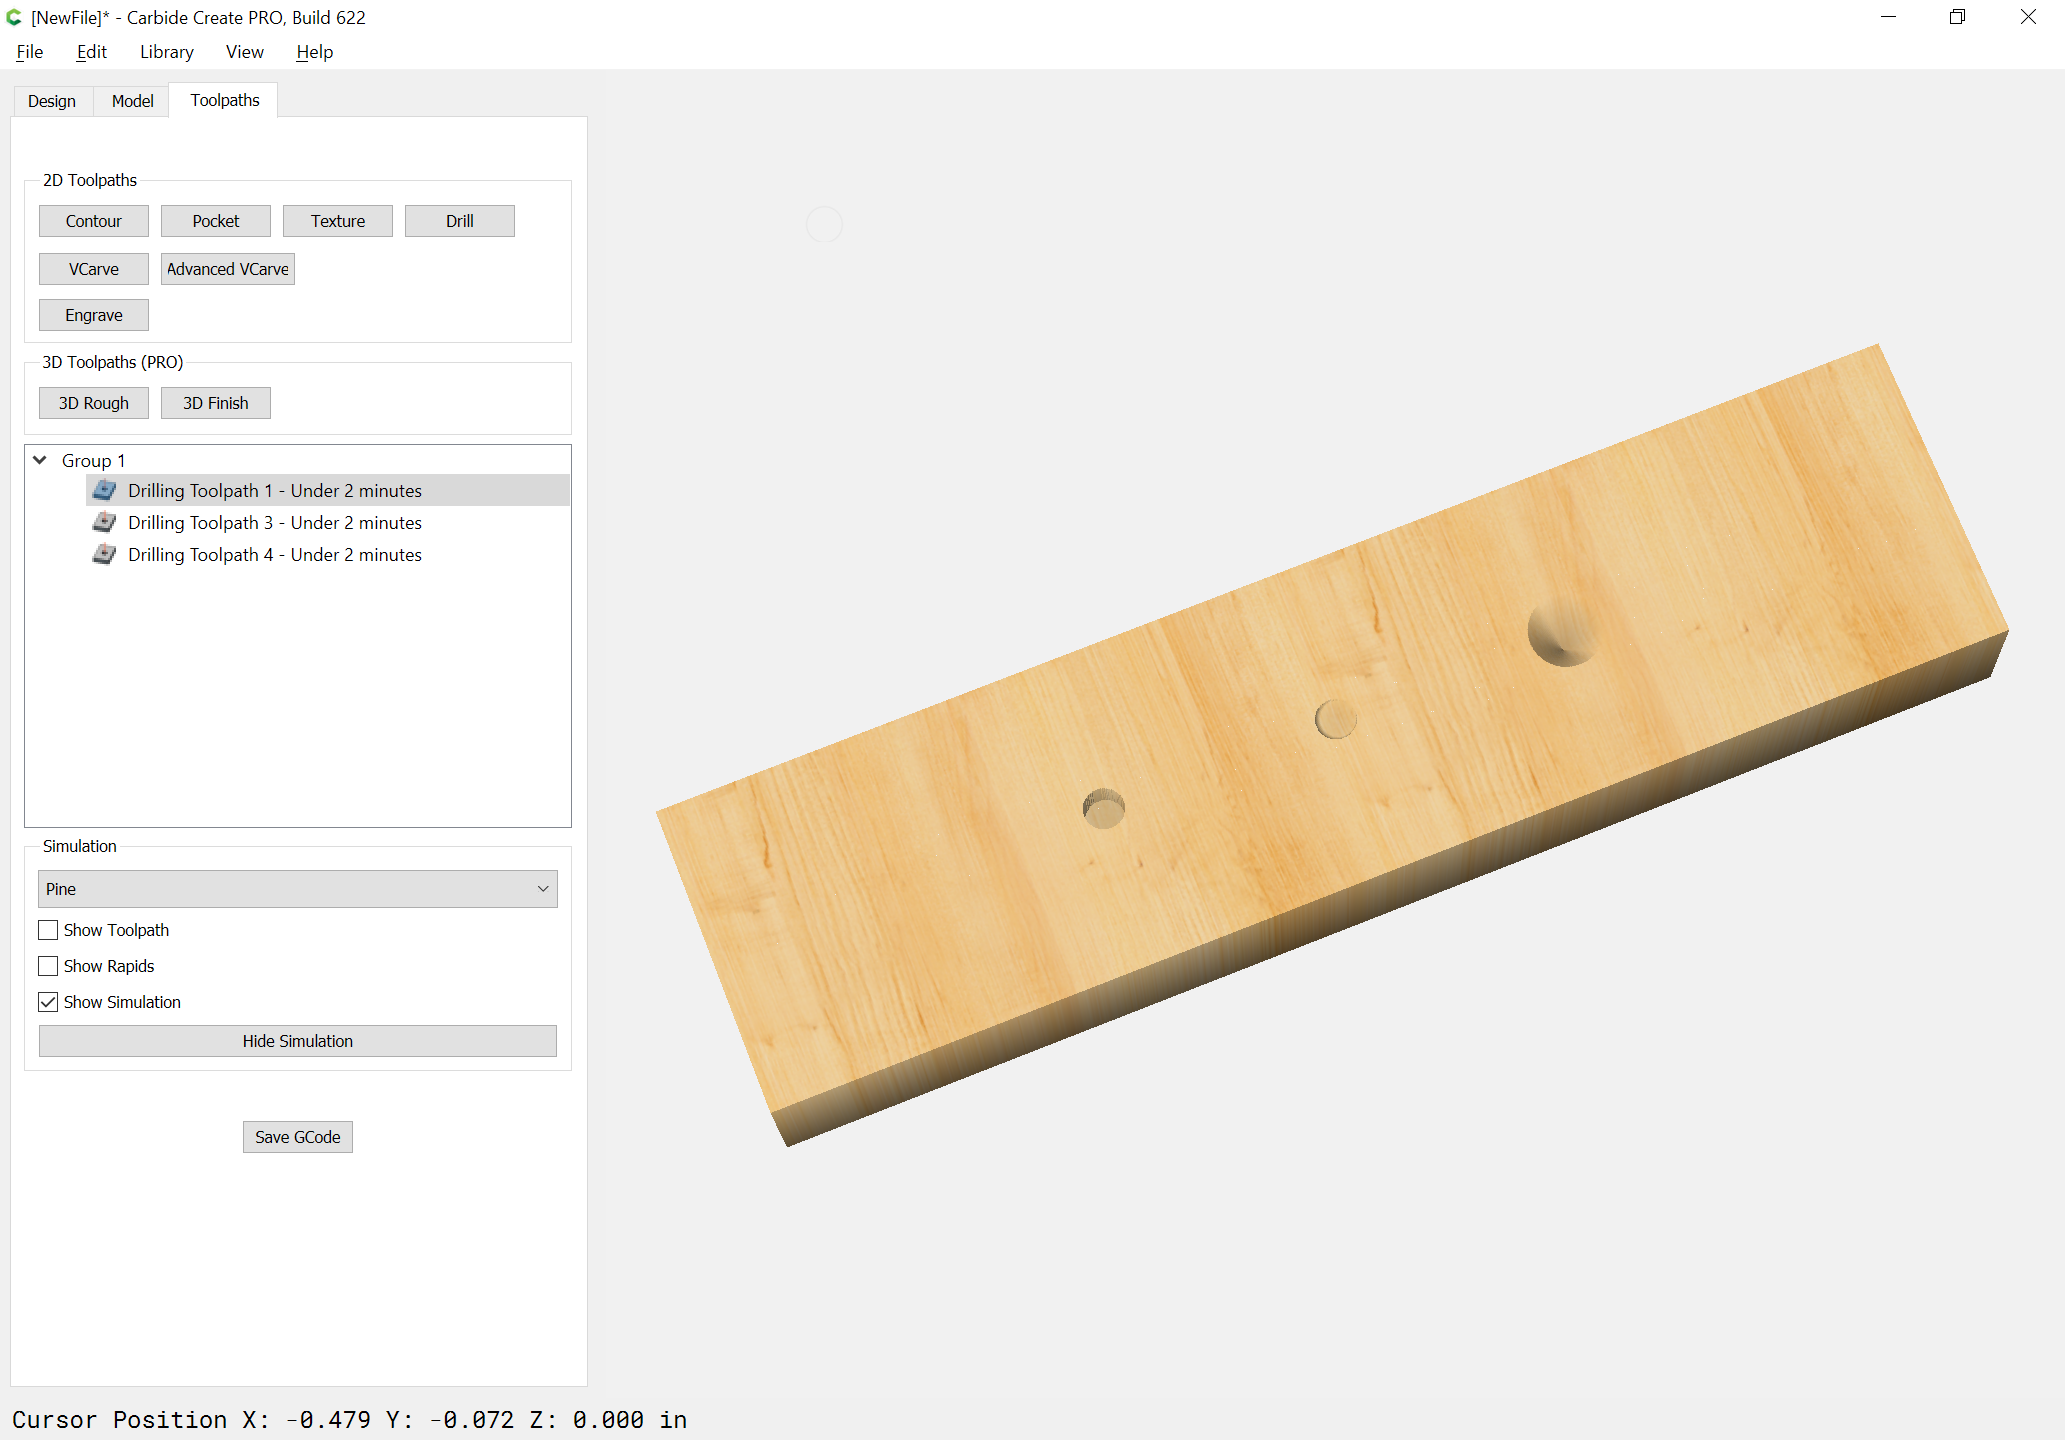 [NewFile]* - Carbide Create PRO, Build 622
File Edit Library View Help
Design Model Toolpaths
2D Toolpaths
Contour Pocket Texture Drill
VCarve Advanced VCarve
Engrave
3D Toolpaths (PRO)
3D Rough 3D Finish
Group 1
Drilling Toolpath 1 - Under 2 minutes
Drilling Toolpath 3 - Under 2 minutes
Drilling Toolpath 4 - Under 2 minutes
Simulation
Pine
Show Toolpath
Show Rapids
Show Simulation
Hide Simulation
Save GCode
Cursor Position X: -0.479 Y: -0.072 Z: 0.000 in